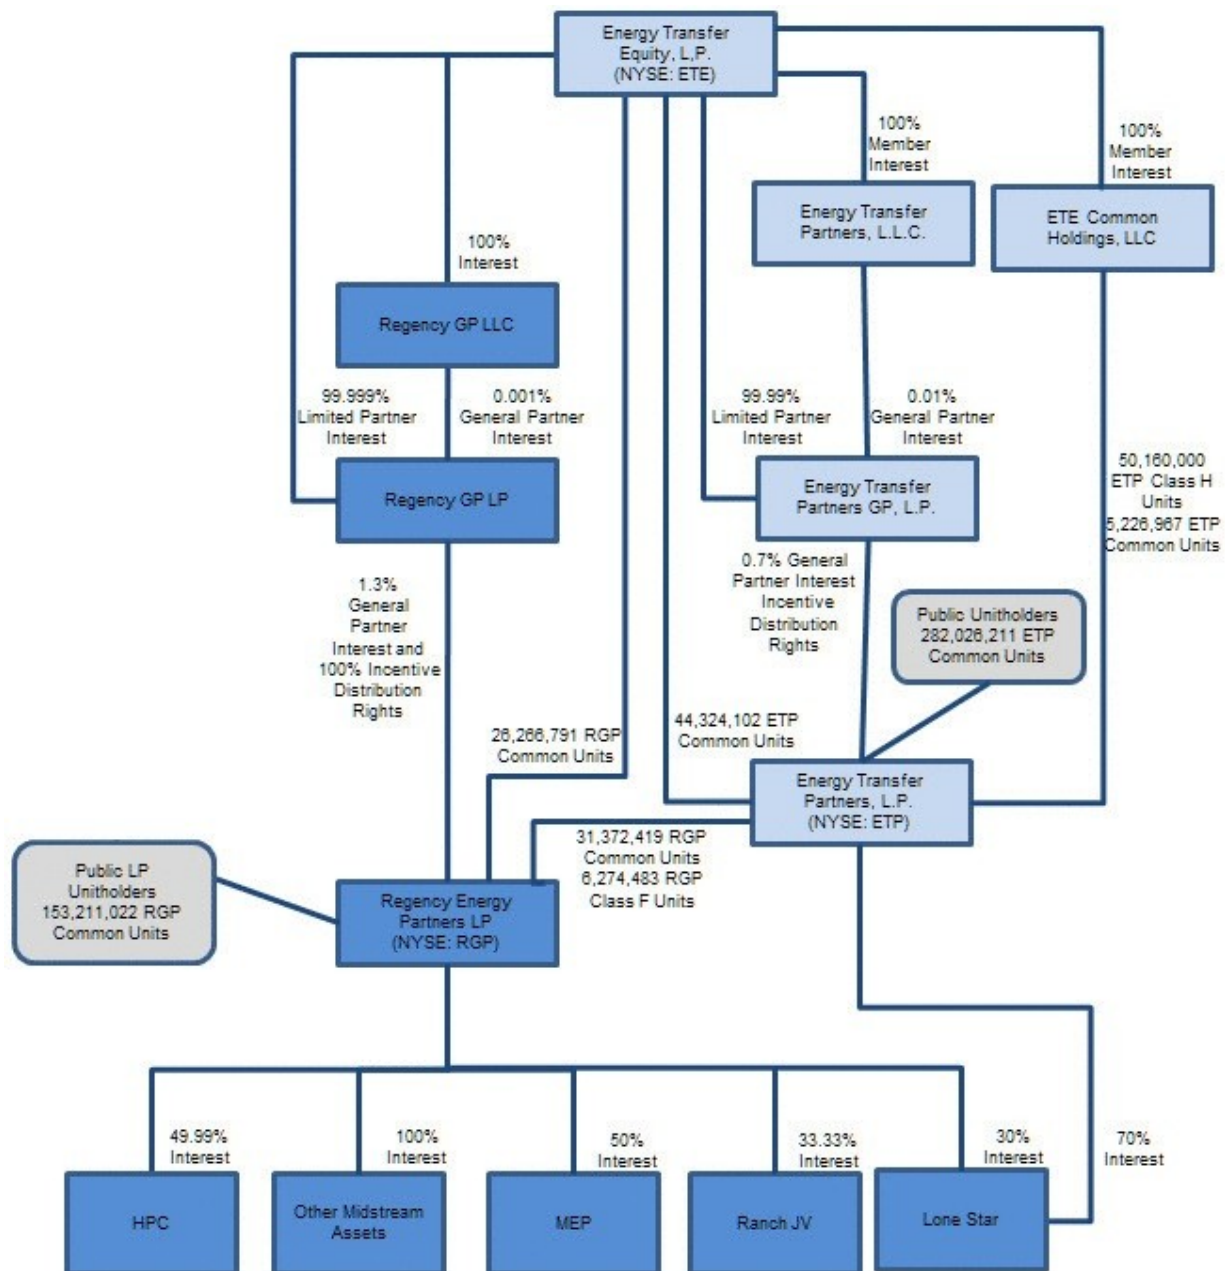 Energy Transfer
Equity, L.P.
(NYSE: ETE)
100%
Member
Interest
100%
Member
Interest
Energy Transfer
Partners, L.L.C.
ETE Common
Holdings, LLC
100%
Interest
Regency GP LLC
99.999%
Limited Partner
Interest
0.001%
General Partner
Interest
99.99%
Limited Partner
Interest
0.01%
General Partner
Interest
Regency GP LP
Energy Transfer
Partners GP, L.P.
50,160,000
ETP Class H
Units
5,226,967 ETP
Common Units
1.3%
General
Partner
Interest and
100% Incentive
Distribution
Rights
0.7% General
Partner Interest
Incentive
Distribution
Rights
Public Unitholders
282,026,211 ETP
Common Units
26,266,791 RGP
Common Units
44,324,102 ETP
Common Units
Energy Transfer
Partners, L.P.
(NYSE: ETP)
31,372,419 RGP
Common Units
6,274,483 RGP
Class F Units
Public LP
Unitholders
153,211,022 RGP
Common Units
Regency Energy
Partners LP
(NYSE: RGP)
49.99%
Interest
100%
Interest
50%
Interest
33.33%
Interest
30%
Interest
70%
Interest
HPC
Other Midstream
Assets
MEP
Ranch JV
Lone Star